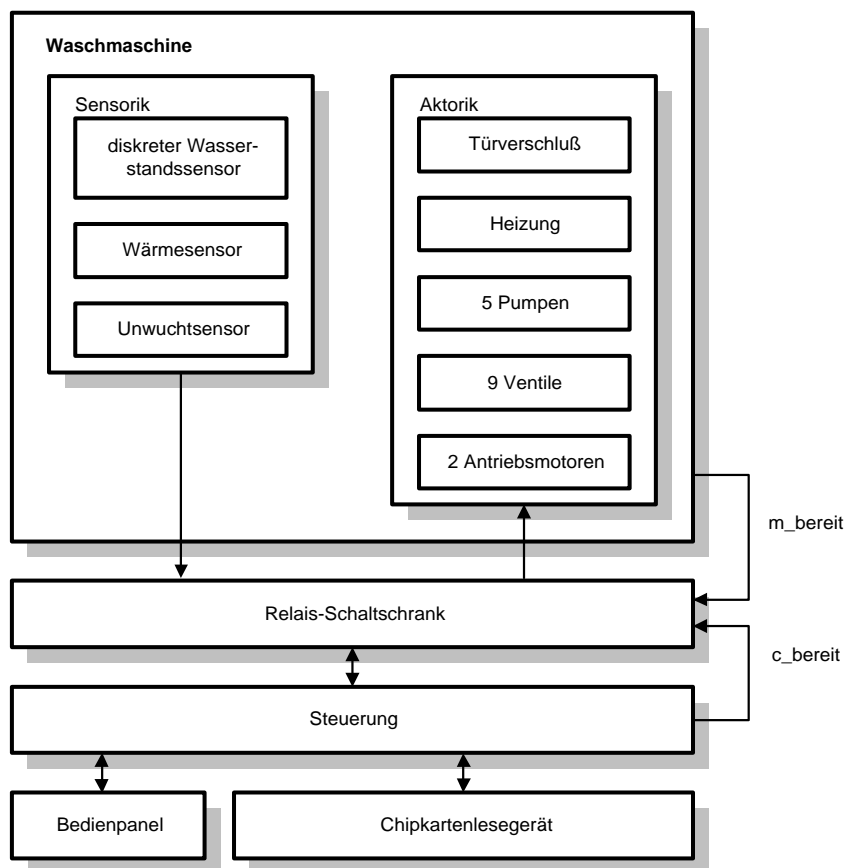 Waschmaschine
Sensorik
diskreter Wasser-
standssensor
Wärmesensor
Unwuchtsensor
Aktorik
Türverschluß
Heizung
5 Pumpen
9 Ventile
2 Antriebsmotoren
m_bereit
Relais-Schaltschrank
c_bereit
Steuerung
Bedienpanel
Chipkartenlesegerät